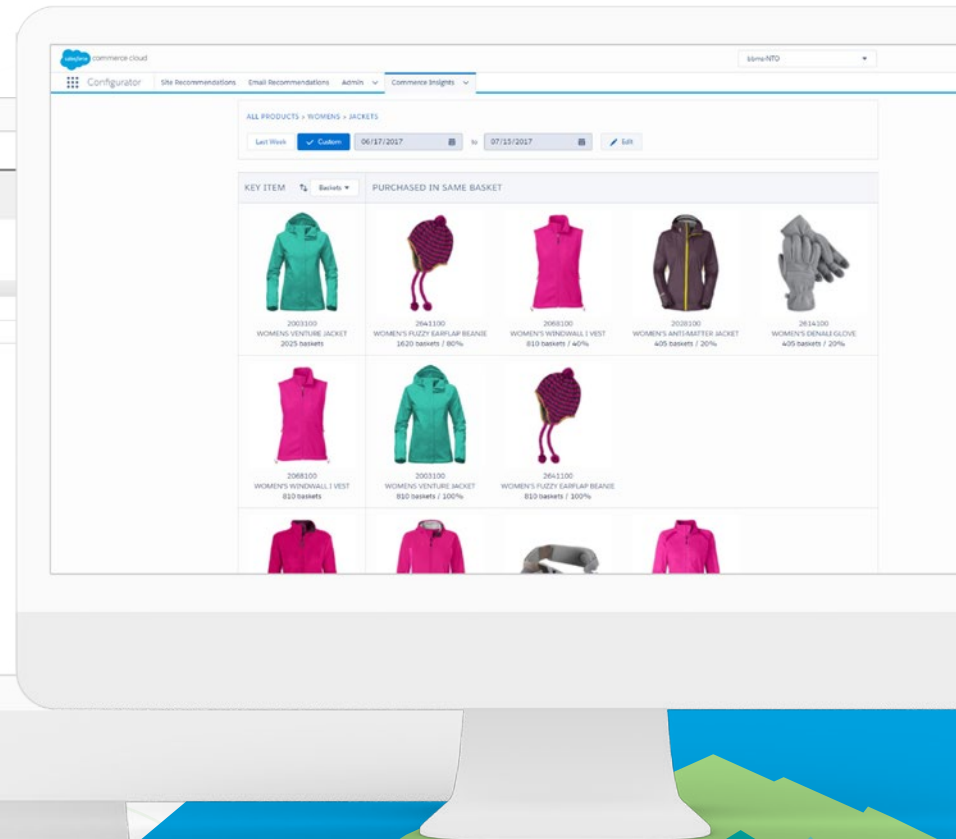 salesforce commerce cloud
bbmo-NTO
Configurator Site Recommendations Email Recommendations Admin Commerce Insights
ALL PRODUCTS » WOMENS » JACKETS
Last Week Custom 06/17/2017 to 07/15/2017 Edit
KEY ITEM Baskets PURCHASED IN SAME BASKET
2003100 2641100 2068100 2028100 2614100
WOMENS VENTURE JACKET WOMEN'S FUZZY EARFLAP BEANIE WOMEN'S WINDWALL 1 VEST WOMEN'S ANTI-MATTER JACKET WOMEN'S DENALI GLOVE
2025 baskets 1620 baskets / 80% 810 baskets / 40% 405 baskets / 20% 405 baskets / 20%
2068100 2003100 2641100
WOMEN'S WINDWALL 1 VEST WOMENS VENTURE JACKET WOMEN'S FUZZY EARFLAP BEANIE
810 baskets 810 baskets / 100% 810 baskets / 100%